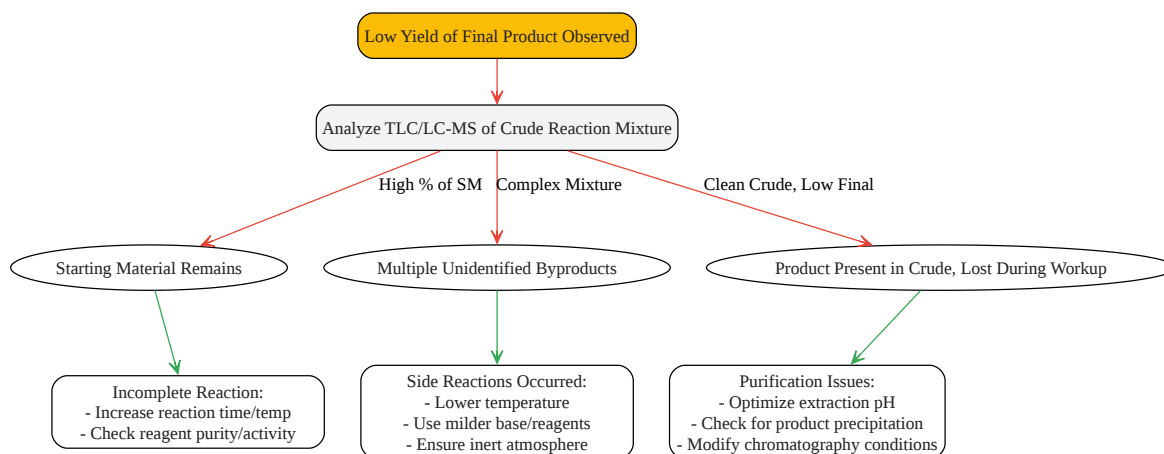 Low Yield of Final Product Observed
Analyze TLC/LC-MS of Crude Reaction Mixture
High % of SM
Complex Mixture
Clean Crude, Low Final
Starting Material Remains
Multiple Unidentified Byproducts
Product Present in Crude, Lost During Workup
Incomplete Reaction:
- Increase reaction time/temp
- Check reagent purity/activity
Side Reactions Occurred:
- Lower temperature
- Use milder base/reagents
- Ensure inert atmosphere
Purification Issues:
- Optimize extraction pH
- Check for product precipitation
- Modify chromatography conditions